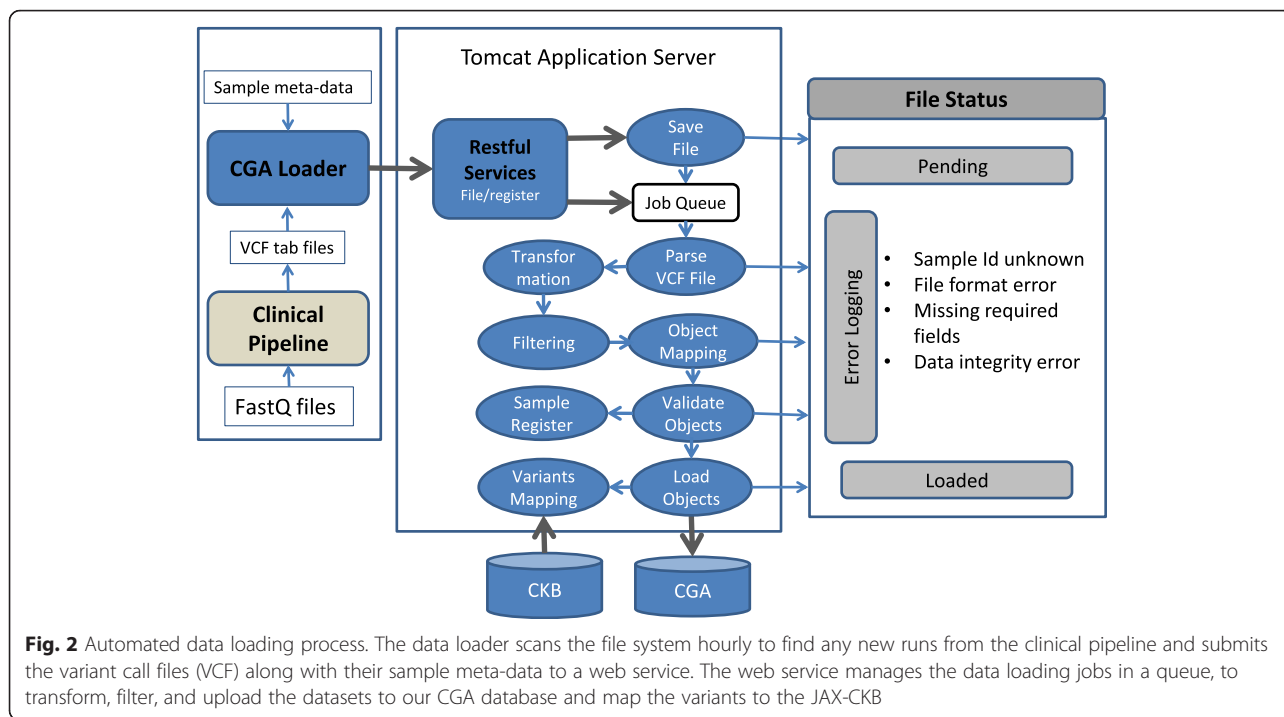 Sample meta-data
CGA Loader
VCF tab files
Clinical
Pipeline
FastQ files
Tomcat Application Server
Restful
Services
File/register
Save
File
Job Queue
Parse
VCF File
Transfor
mation
Filtering
Object
Mapping
Sample
Register
Validate
Objects
Variants
Mapping
Load
Objects
CKB
CGA
File Status
Pending
Error Logging
• Sample Id unknown
• File format error
• Missing required
fields
• Data integrity error
Loaded
Fig. 2 Automated data loading process. The data loader scans the file system hourly to find any new runs from the clinical pipeline and submits
the variant call files (VCF) along with their sample meta-data to a web service. The web service manages the data loading jobs in a queue, to
transform, filter, and upload the datasets to our CGA database and map the variants to the JAX-CKB